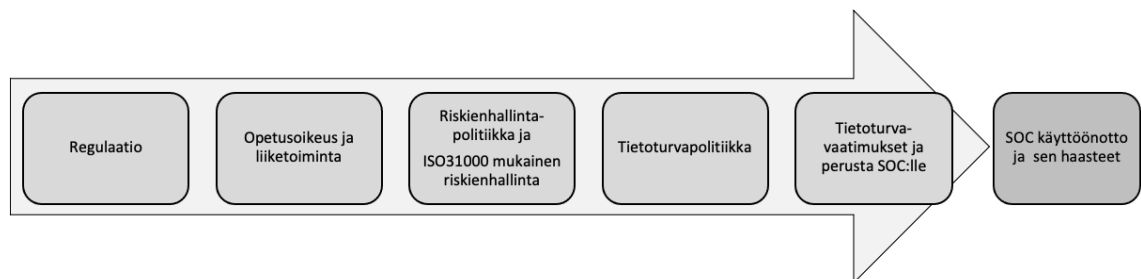 Regulaatio
Opetusoikeus ja
liiketoiminta
Riskienhallinta-
politiikka ja
ISO31000 mukainen
riskienhallinta
Tietoturvapolitiikka
Tietoturva-
vaatimukset ja
perusta SOC:lle
SOC käyttöönotto
ja sen haasteet